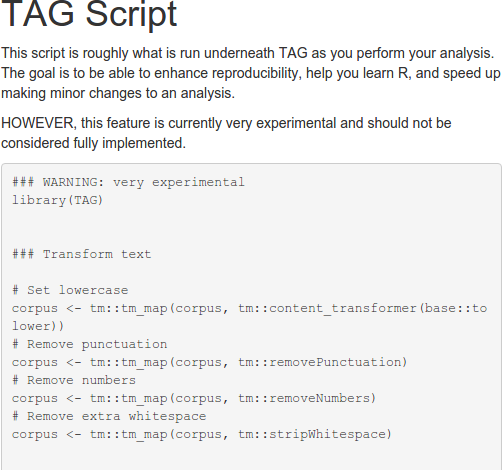 TAG Script
This script is roughly what is run underneath TAG as you perform your analysis.
The goal is to be able to enhance reproducibility, help you learn R, and speed up
making minor changes to an analysis.
HOWEVER, this feature is currently very experimental and should not be
considered fully implemented.
### WARNING: very experimental
library(TAG)
### Transform text
# Set lowercase
corpus <- tm::tm_map(corpus, tm::content_transformer(base::to
lower))
# Remove punctuation
corpus <- tm::tm_map(corpus, tm::removePunctuation)
# Remove numbers
corpus <- tm::tm_map(corpus, tm::removeNumbers)
# Remove extra whitespace
corpus <- tm::tm_map(corpus, tm::stripWhitespace)